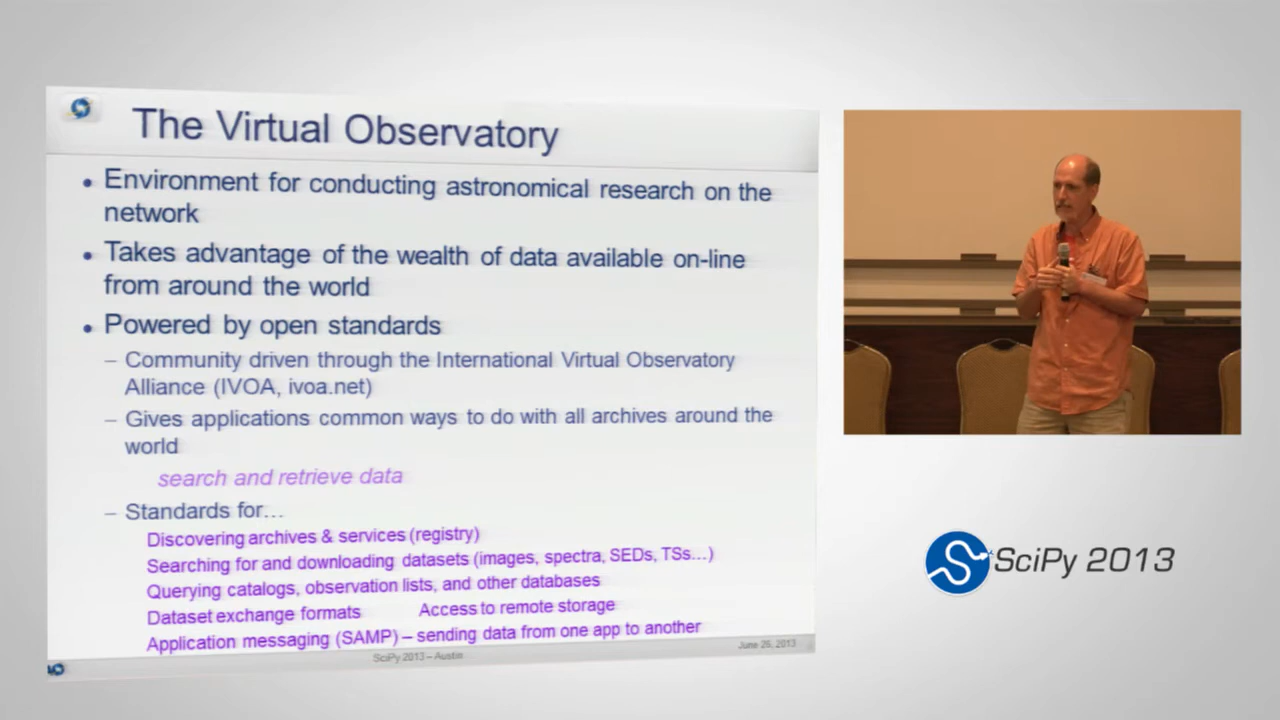 The Virtual Observatory
• Environment for conducting astronomical research on the
network
• Takes advantage of the wealth of data available on-line
from around the world
• Powered by open standards
– Community driven through the International Virtual Observatory
Alliance (IVOA, ivoa.net)
– Gives applications common ways to do with all archives around the
world
search and retrieve data
– Standards for…
Discovering archives & services (registry)
Searching for and downloading datasets (images, spectra, SEDs, TSs…)
Querying catalogs, observation lists, and other databases
Dataset exchange formats Access to remote storage
Application messaging (SAMP) – sending data from one app to another
SciPy 2013 – Austin
June 26, 2013
SciPy 2013